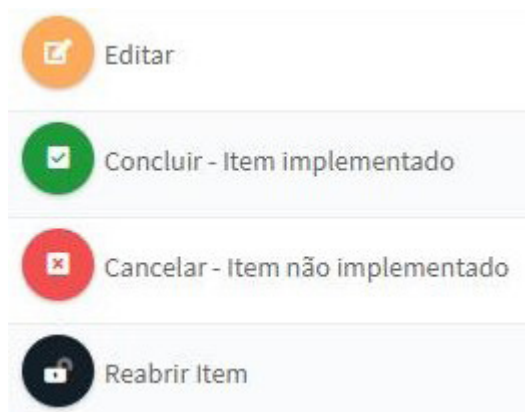 Editar
Concluir - Item implementado
Cancelar - Item não implementado
Reabrir Item